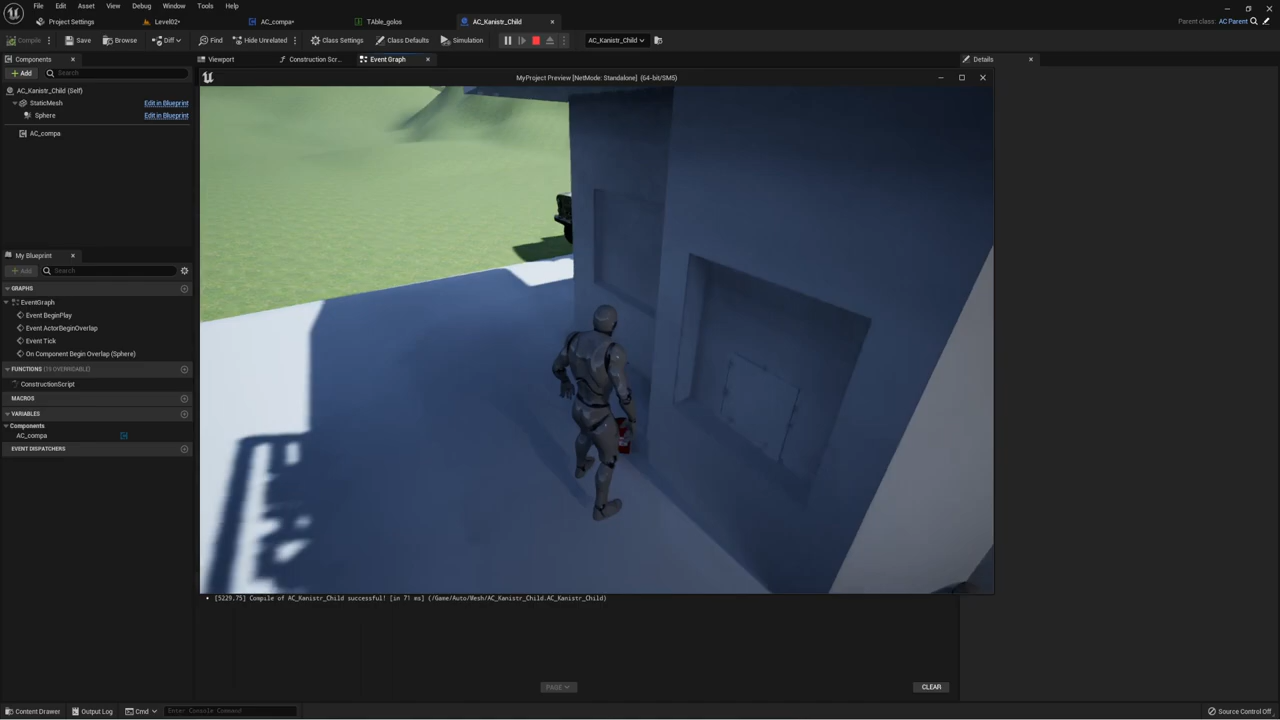 File Edit Asset View Debug Window Tools Help
Project Settings Level02* AC_compa* TAble_golos AC_Kanistr_Child Parent class: AC Parent
Compile Save Browse Diff Find Hide Unrelated Class Settings Class Defaults Simulation AC_Kanistr_Child
Components Viewport Construction Scr... Event Graph Details
Add Search
MyProject Preview [NetMode: Standalone] (64-bit/SM5)
AC_Kanistr_Child (Self)
StaticMesh Edit in Blueprint
Sphere Edit in Blueprint
AC_compa
My Blueprint
Add Search
GRAPHS
EventGraph
Event BeginPlay
Event ActorBeginOverlap
Event Tick
On Component Begin Overlap (Sphere)
FUNCTIONS
ConstructionScript
MACROS
VARIABLES
Components
AC_compa
EVENT DISPATCHERS
[5229.75] Compile of AC_Kanistr_Child successful! [in 71 ms] (/Game/Auto/Mesh/AC_Kanistr_Child.AC_Kanistr_Child)
PAGE CLEAR
Content Drawer Output Log Cmd Enter Console Command Source Control Off